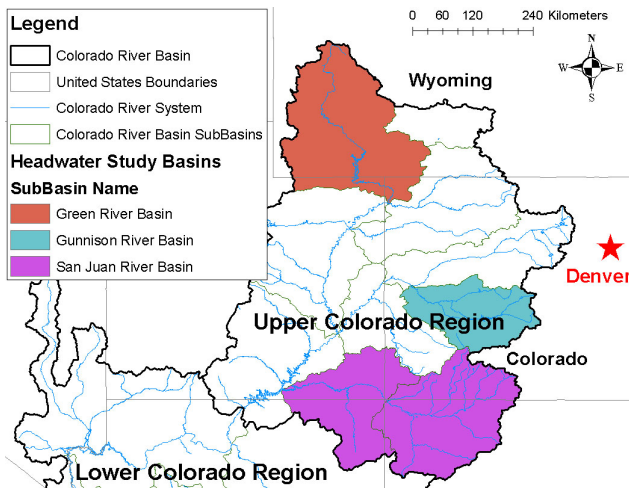 Legend
Colorado River Basin
United States Boundaries
Colorado River System
Colorado River Basin SubBasins
Headwater Study Basins
SubBasin Name
Green River Basin
Gunnison River Basin
San Juan River Basin
0 60 120 240 Kilometers
N
W E
S
Wyoming
Denver
Upper Colorado Region
Colorado
Lower Colorado Region